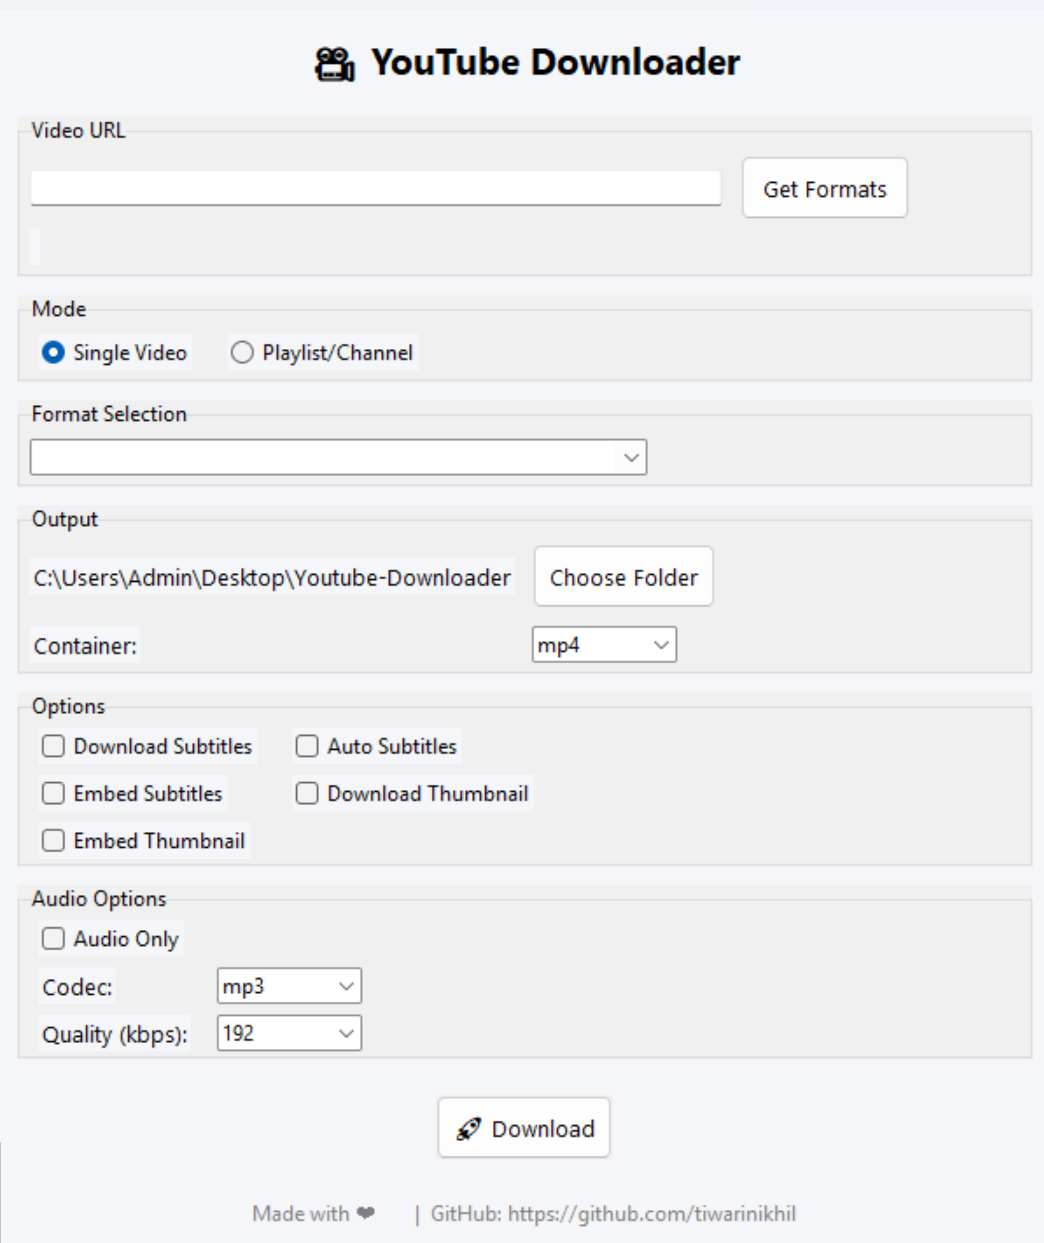 YouTube Downloader
Video URL
Get Formats
Mode
Single Video Playlist/Channel
Format Selection
Output
C:\Users\Admin\Desktop\Youtube-Downloader Choose Folder
Container: mp4
Options
Download Subtitles Auto Subtitles
Embed Subtitles Download Thumbnail
Embed Thumbnail
Audio Options
Audio Only
Codec: mp3
Quality (kbps): 192
Download
Made with ❤ | GitHub: https://github.com/tiwarinikhil